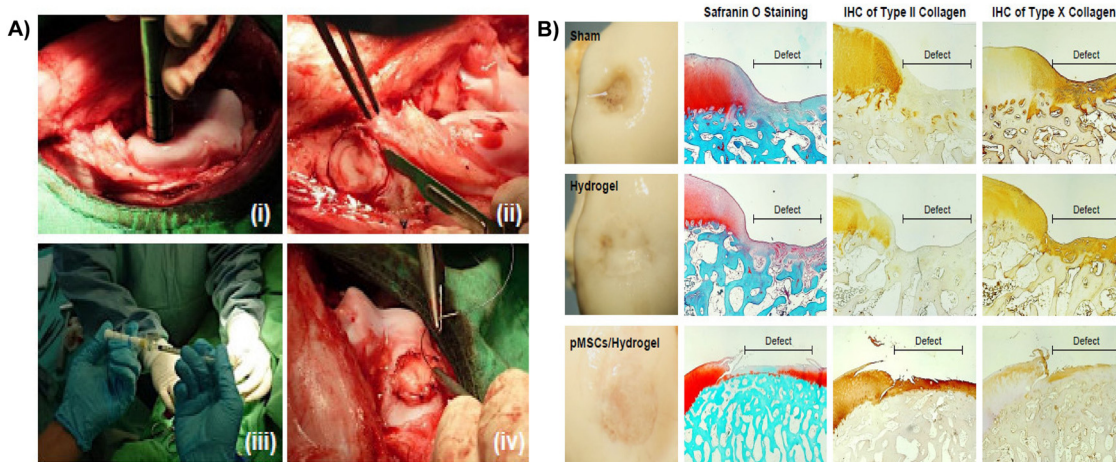 A)
(i)
(ii)
(iii)
(iv)
B)
Safranin O Staining
IHC of Type II Collagen
IHC of Type X Collagen
Sham
Defect
Defect
Defect
Hydrogel
Defect
Defect
Defect
pMSCs/Hydrogel
Defect
Defect
Defect